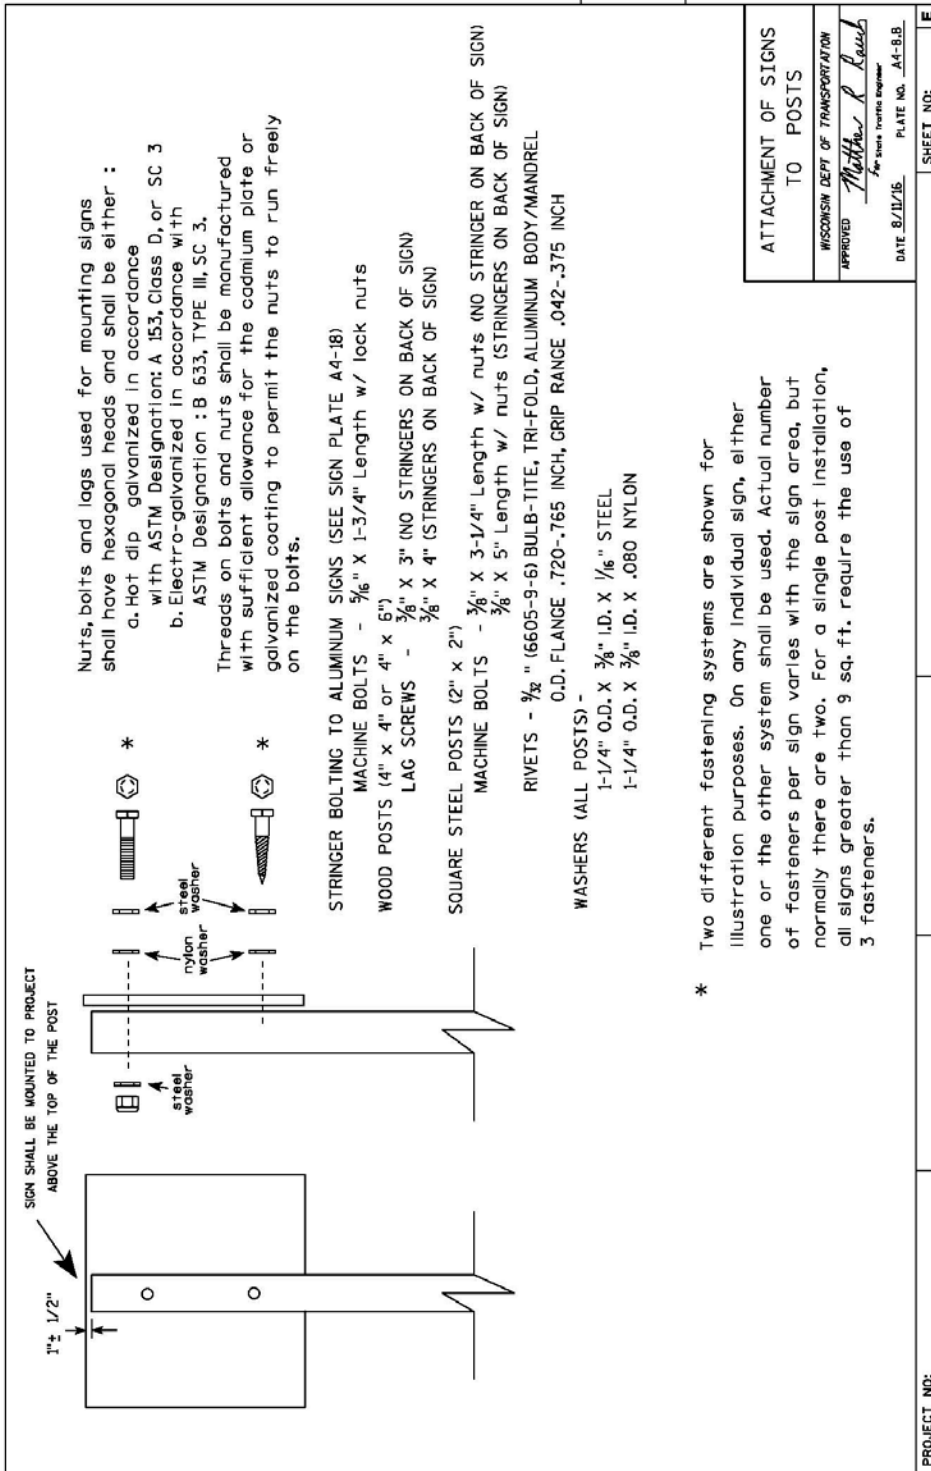 SIGN SHALL BE MOUNTED TO PROJECT
ABOVE THE TOP OF THE POST
1"± 1/2"
steel
washer
nylon
washer
steel
washer
*
*
Nuts, bolts and lags used for mounting signs
shall have hexagonal heads and shall be either :
a. Hot dip galvanized in accordance
with ASTM Designation: A 153, Class D, or SC 3
b. Electro-galvanized in accordance with
ASTM Designation : B 633, TYPE III, SC 3.
Threads on bolts and nuts shall be manufactured
with sufficient allowance for the cadmium plate or
galvanized coating to permit the nuts to run freely
on the bolts.
STRINGER BOLTING TO ALUMINUM SIGNS (SEE SIGN PLATE A4-18)
MACHINE BOLTS - 5/16" X 1-3/4" Length w/ lock nuts
WOOD POSTS (4" x 4" or 4" x 6")
LAG SCREWS - 3/8" X 3" (NO STRINGERS ON BACK OF SIGN)
3/8" X 4" (STRINGERS ON BACK OF SIGN)
SQUARE STEEL POSTS (2" x 2")
MACHINE BOLTS - 3/8" X 3-1/4" Length w/ nuts (NO STRINGER ON BACK OF SIGN)
3/8" X 5" Length w/ nuts (STRINGERS ON BACK OF SIGN)
RIVETS - 9/32 " (6605-9-6) BULB-TITE, TRI-FOLD, ALUMINUM BODY/MANDREL
O.D. FLANGE .720-.765 INCH, GRIP RANGE .042-.375 INCH
WASHERS (ALL POSTS) -
1-1/4" O.D. X 3/8" I.D. X 1/16" STEEL
1-1/4" O.D. X 3/8" I.D. X .080 NYLON
* Two different fastening systems are shown for
illustration purposes. On any individual sign, either
one or the other system shall be used. Actual number
of fasteners per sign varies with the sign area, but
normally there are two. For a single post installation,
all signs greater than 9 sq. ft. require the use of
3 fasteners.
ATTACHMENT OF SIGNS
TO POSTS
WISCONSIN DEPT OF TRANSPORTATION
APPROVED Matthew R Rauch
For State Traffic Engineer
DATE 8/11/16 PLATE NO. A4-8.8
PROJECT NO:
SHEET NO:
E